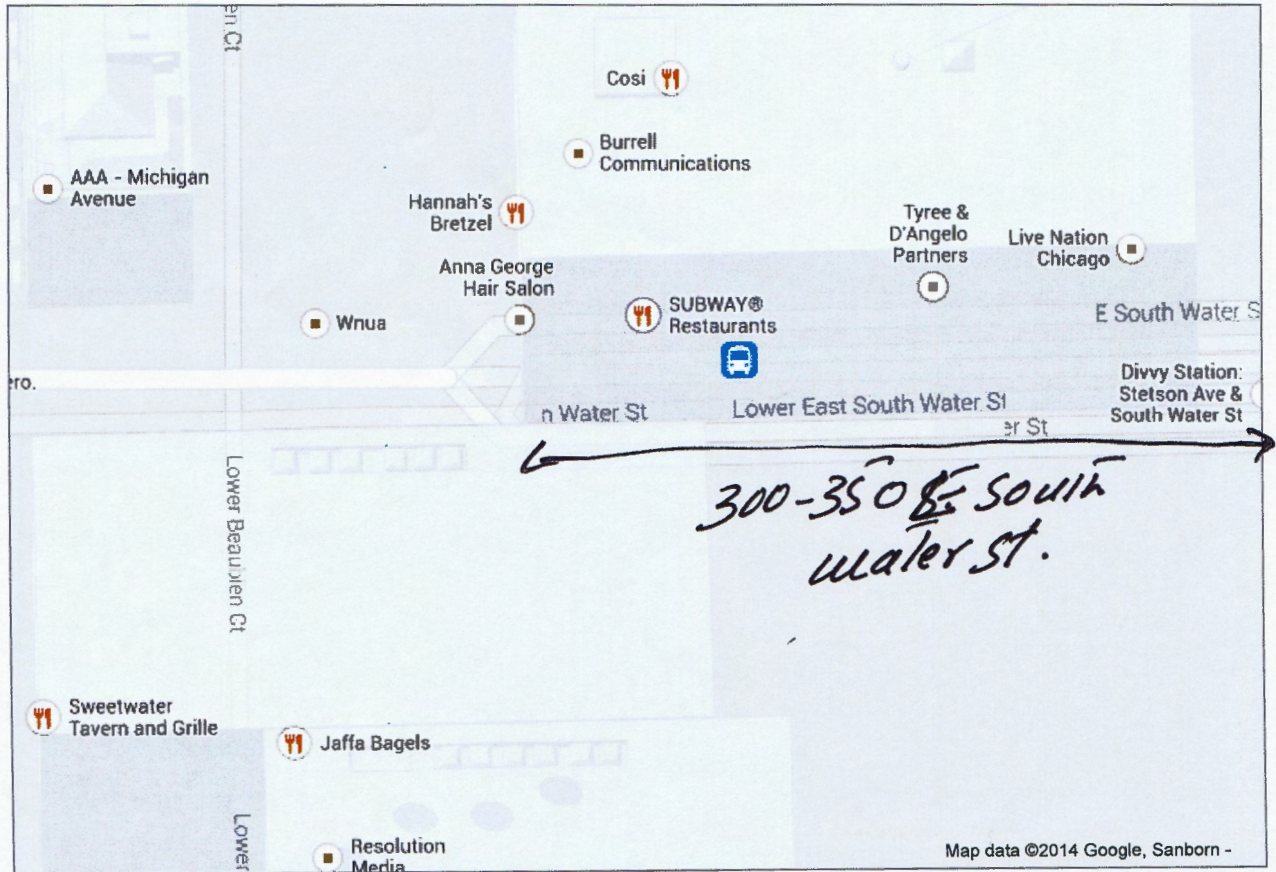 en Ct
Cosi
Burrell
Communications
AAA - Michigan
Avenue
Hannah's
Bretzel
Tyree &
D'Angelo
Partners
Live Nation
Chicago
Anna George
Hair Salon
SUBWAY®
Restaurants
Wnua
E South Water S
ero.
Divvy Station:
Stetson Ave &
South Water St
n Water St
Lower East South Water St
er St
Lower Beaubien Ct
300-350 E South
Water St.
Sweetwater
Tavern and Grille
Jaffa Bagels
Lower
Resolution
Media
Map data ©2014 Google, Sanborn -